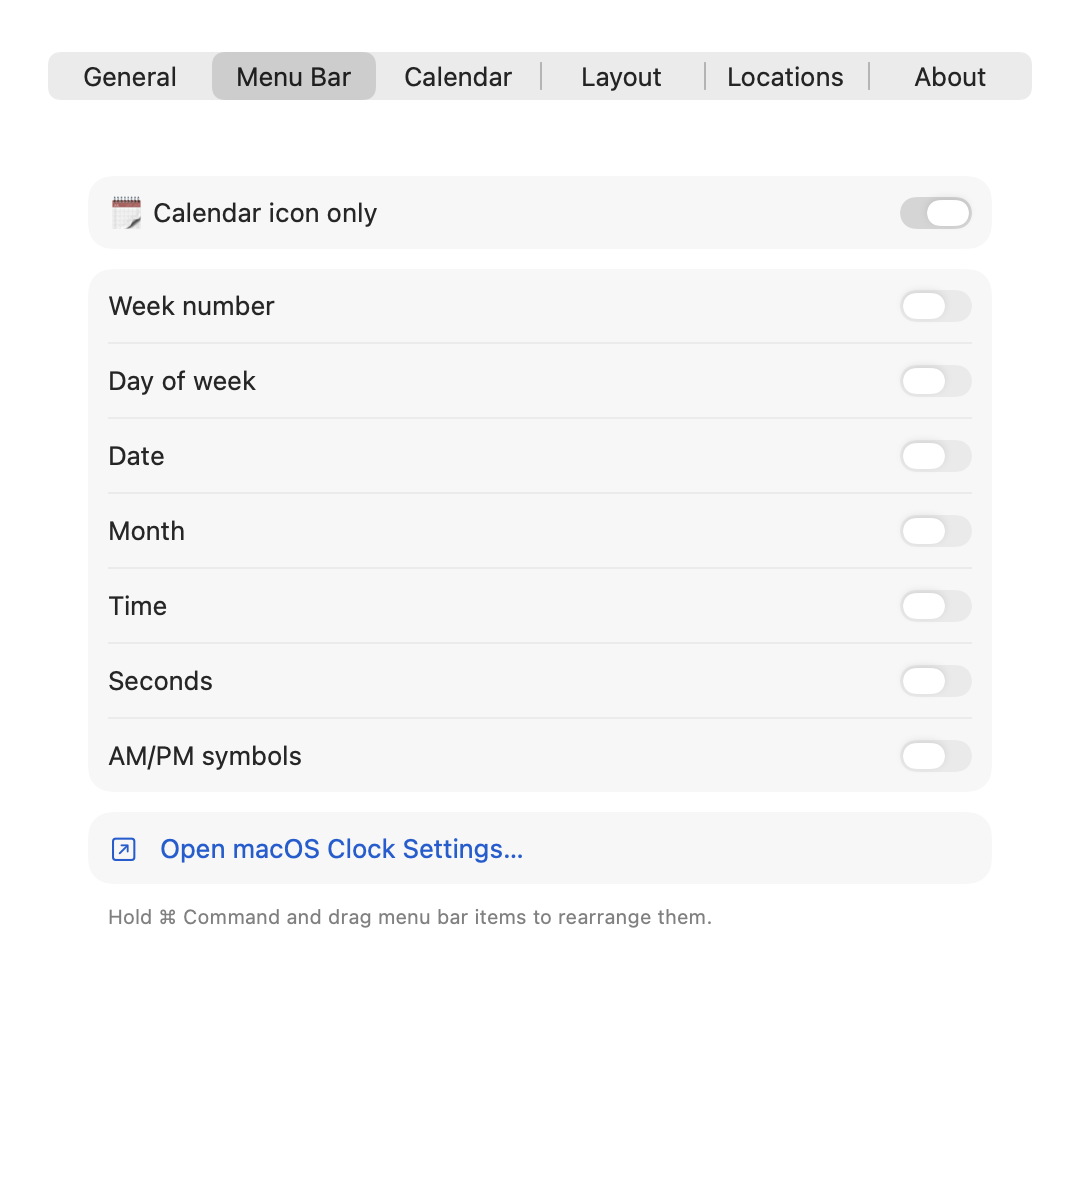 General
Menu Bar
Calendar
Layout
Locations
About
Calendar icon only
Week number
Day of week
Date
Month
Time
Seconds
AM/PM symbols
Open macOS Clock Settings...
Hold ⌘ Command and drag menu bar items to rearrange them.